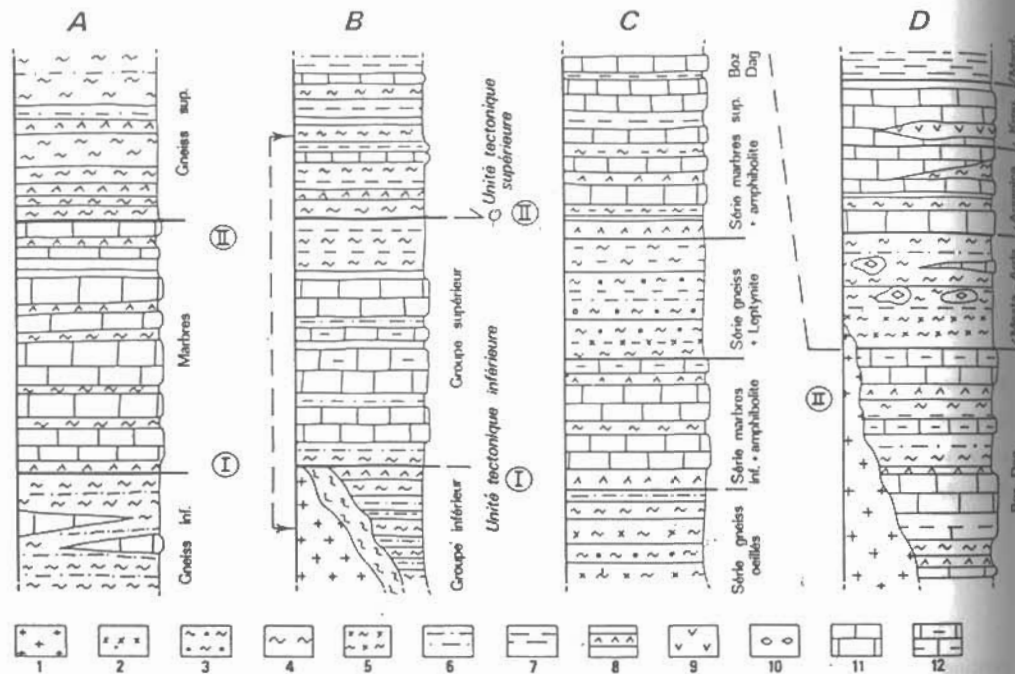 A
B
C
D
Gneiss sup.
Marbres
Gneiss inf.
II
I
Unité tectonique
supérieure
II
Groupe supérieur
Unité tectonique inférieure
I
Groupe inférieur
Boz
Dag
Série marbres sup.
+ amphibolite
Série gneiss
+ Leptynite
Série marbres
inf. + amphibolite
Série gneiss
oeillés
II
1
2
3
4
5
6
7
8
9
10
11
12